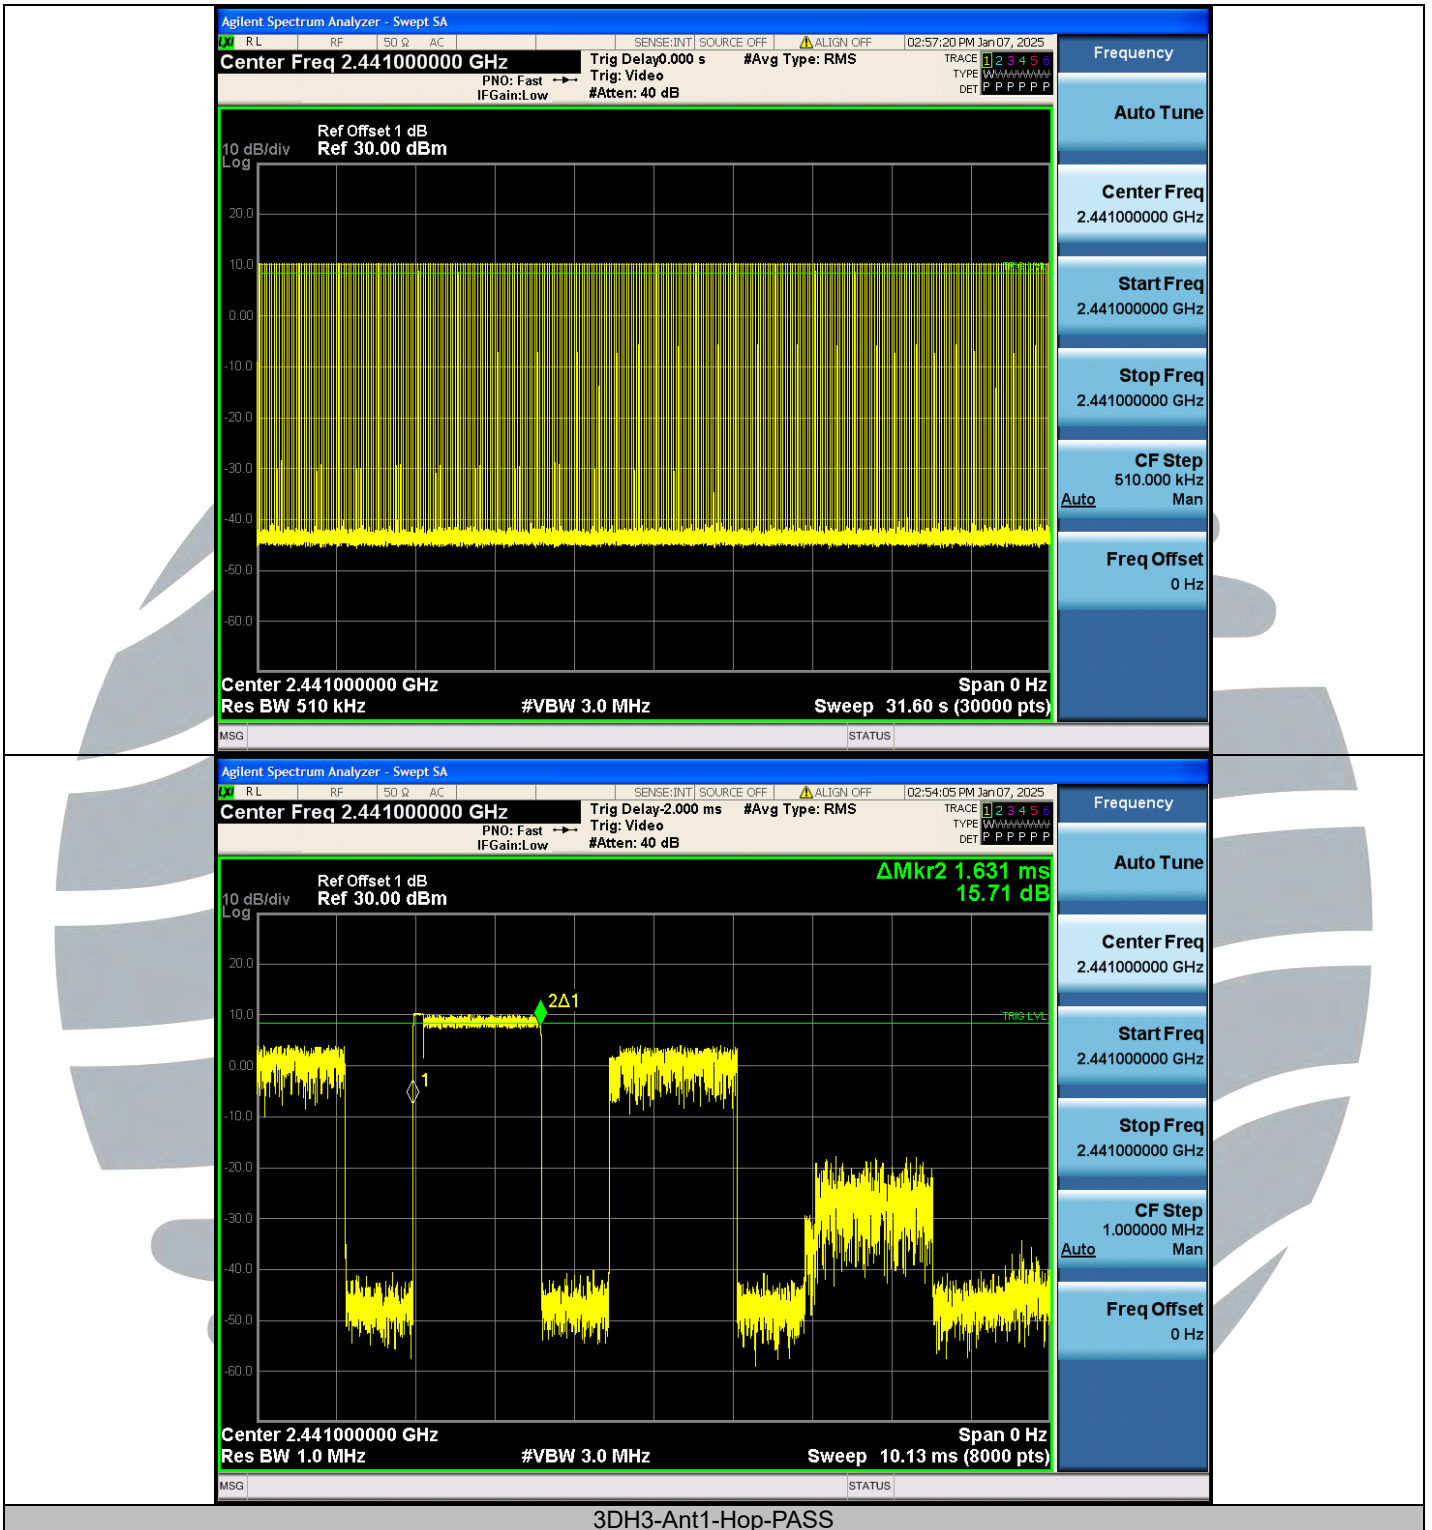 Agilent Spectrum Analyzer - Swept SA
LXI RL RF 50 Ω AC SENSE:INT SOURCE OFF ALIGN OFF 02:57:20 PM Jan 07, 2025
Center Freq 2.441000000 GHz
PNO: Fast
IFGain:Low
Trig Delay0.000 s
Trig: Video
#Atten: 40 dB
#Avg Type: RMS
TRACE 1 2 3 4 5 6
TYPE WWWWWW
DET P P P P P P
Ref Offset 1 dB
10 dB/div Ref 30.00 dBm
Log
20.0
10.0
0.00
-10.0
-20.0
-30.0
-40.0
-50.0
-60.0
TRIG LVL
Center 2.441000000 GHz Span 0 Hz
Res BW 510 kHz #VBW 3.0 MHz Sweep 31.60 s (30000 pts)
MSG STATUS
Frequency
Auto Tune
Center Freq
2.441000000 GHz
Start Freq
2.441000000 GHz
Stop Freq
2.441000000 GHz
CF Step
510.000 kHz
Auto Man
Freq Offset
0 Hz
Agilent Spectrum Analyzer - Swept SA
LXI RL RF 50 Ω AC SENSE:INT SOURCE OFF ALIGN OFF 02:54:05 PM Jan 07, 2025
Center Freq 2.441000000 GHz
PNO: Fast
IFGain:Low
Trig Delay-2.000 ms
Trig: Video
#Atten: 40 dB
#Avg Type: RMS
TRACE 1 2 3 4 5 6
TYPE WWWWWW
DET P P P P P P
ΔMkr2 1.631 ms
15.71 dB
Ref Offset 1 dB
10 dB/div Ref 30.00 dBm
Log
20.0
10.0
0.00
-10.0
-20.0
-30.0
-40.0
-50.0
-60.0
2Δ1
1
TRIG LVL
Center 2.441000000 GHz Span 0 Hz
Res BW 1.0 MHz #VBW 3.0 MHz Sweep 10.13 ms (8000 pts)
MSG STATUS
Frequency
Auto Tune
Center Freq
2.441000000 GHz
Start Freq
2.441000000 GHz
Stop Freq
2.441000000 GHz
CF Step
1.000000 MHz
Auto Man
Freq Offset
0 Hz
3DH3-Ant1-Hop-PASS